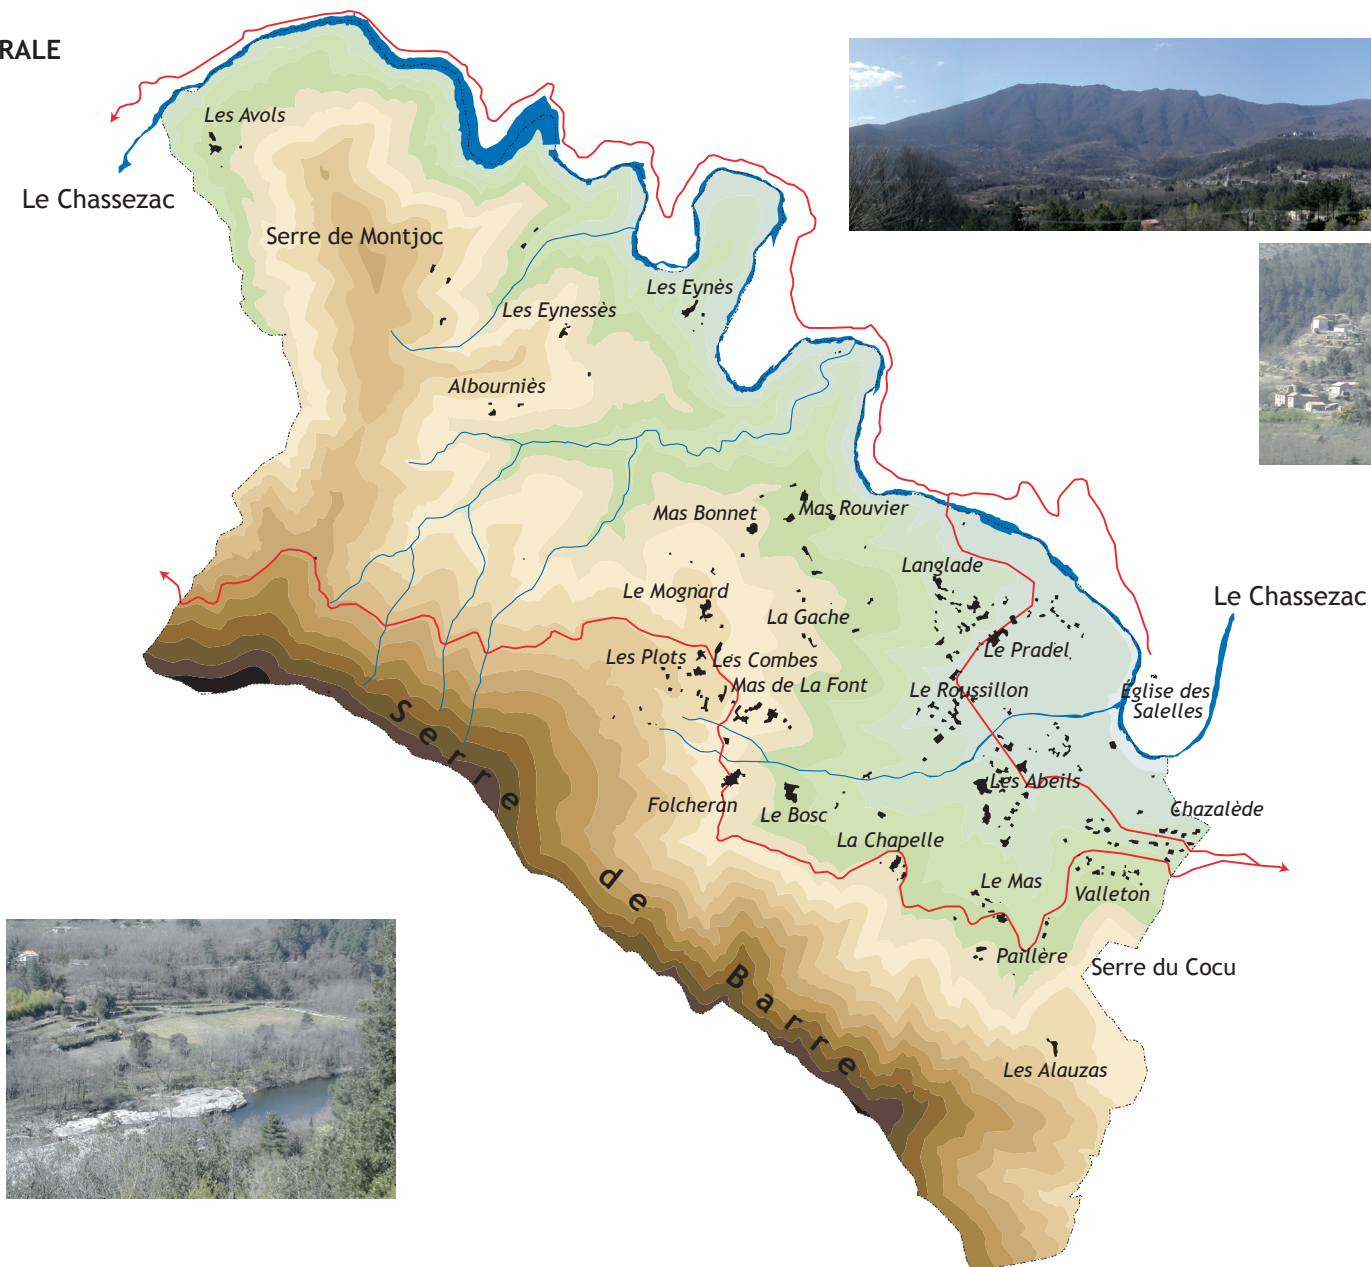 RALE
Les Avols
Le Chassezac
Serre de Montjoc
Les Eynès
Les Eynessès
Albourniès
Mas Bonnet
Mas Rouvier
Langlade
Le Mognard
Le Chassezac
La Gache
Le Pradel
Les Plots
Les Combes
Mas de La Font
Le Roussillon
Eglise des
Salelles
Serre de Barre
Les Abeils
Folcheran
Le Bosc
Chazalède
La Chapelle
Le Mas
Valleton
Paillère
Serre du Cocu
Les Alauzas